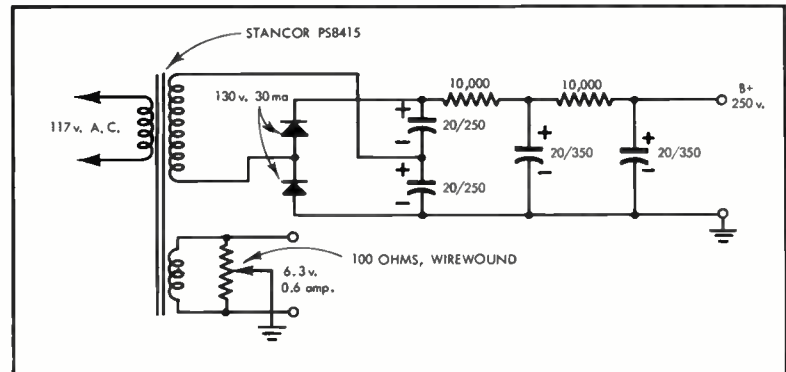 STANCOR PS8415
10,000
10,000
B+
250 v.
130 v. 30 ma
117 v. A.C.
+
20/250
−
+
20/350
−
+
20/350
−
+
20/250
−
100 OHMS, WIREWOUND
6.3 v.
0.6 amp.